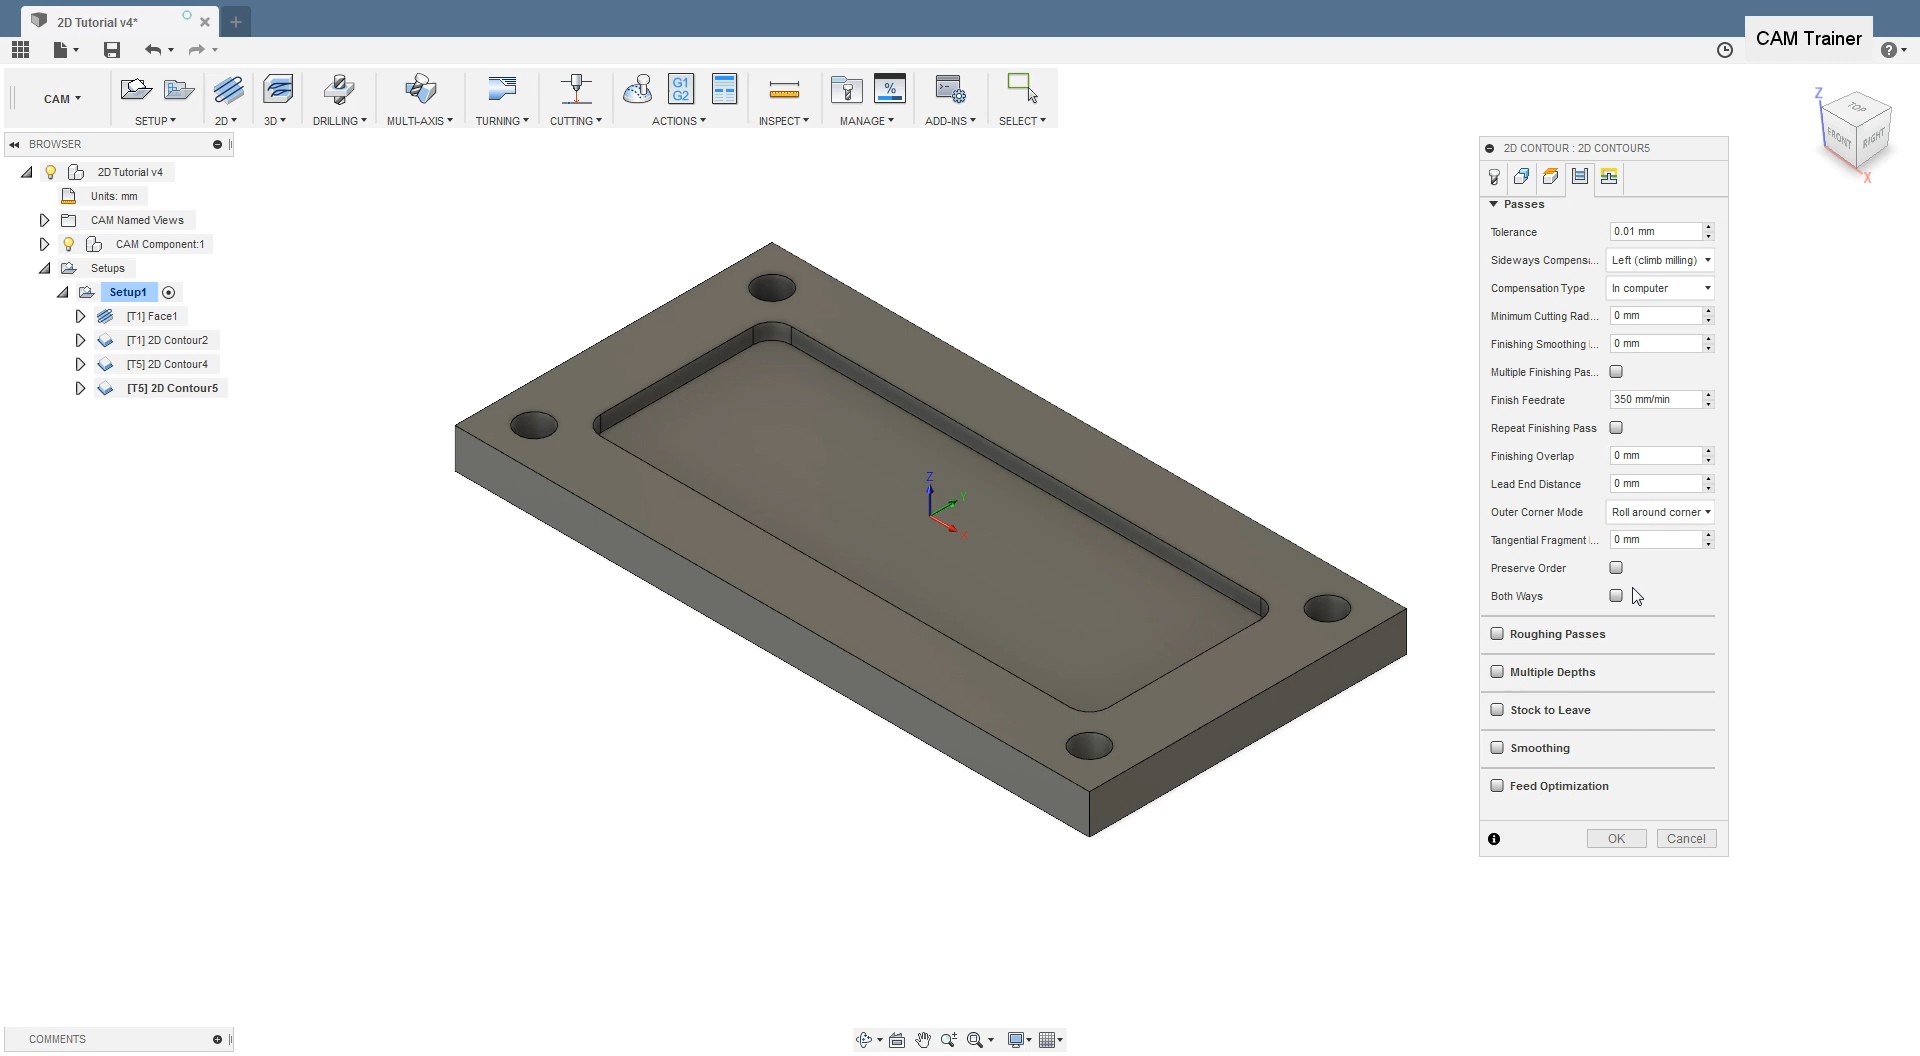 2D Tutorial v4*
CAM Trainer
CAM
SETUP
2D
3D
DRILLING
MULTI-AXIS
TURNING
CUTTING
G1
G2
ACTIONS
INSPECT
%
MANAGE
ADD-INS
SELECT
BROWSER
2D Tutorial v4
Units: mm
CAM Named Views
CAM Component:1
Setups
Setup1
[T1] Face1
[T1] 2D Contour2
[T5] 2D Contour4
[T5] 2D Contour5
Z
TOP
FRONT
RIGHT
X
Z
Y
X
2D CONTOUR : 2D CONTOUR5
Passes
Tolerance 0.01 mm
Sideways Compensa... Left (climb milling)
Compensation Type In computer
Minimum Cutting Rad... 0 mm
Finishing Smoothing ... 0 mm
Multiple Finishing Pas...
Finish Feedrate 350 mm/min
Repeat Finishing Pass
Finishing Overlap 0 mm
Lead End Distance 0 mm
Outer Corner Mode Roll around corner
Tangential Fragment ... 0 mm
Preserve Order
Both Ways
Roughing Passes
Multiple Depths
Stock to Leave
Smoothing
Feed Optimization
OK Cancel
COMMENTS